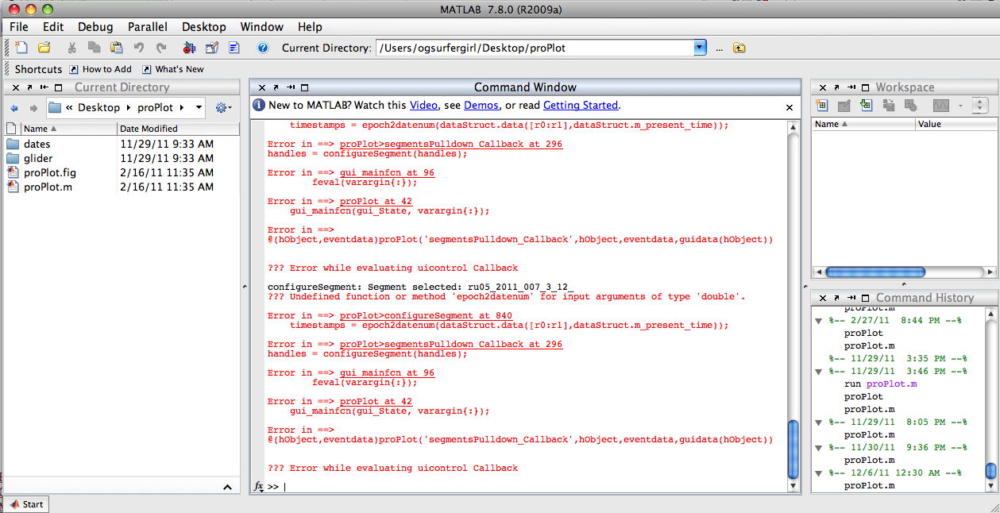 MATLAB 7.8.0 (R2009a)
File Edit Debug Parallel Desktop Window Help
Current Directory: /Users/ogsurfergirl/Desktop/proPlot ...
Shortcuts How to Add What's New
Current Directory
« Desktop proPlot
Name Date Modified
dates 11/29/11 9:33 AM
glider 11/29/11 9:33 AM
proPlot.fig 2/16/11 11:35 AM
proPlot.m 2/16/11 11:35 AM
Command Window
New to MATLAB? Watch this Video, see Demos, or read Getting Started.
timestamps = epoch2datenum(dataStruct.data([r0:r1],dataStruct.m_present_time));
Error in ==> proPlot>segmentsPulldown_Callback at 296
handles = configureSegment(handles);
Error in ==> gui_mainfcn at 96
feval(varargin{:});
Error in ==> proPlot at 42
gui_mainfcn(gui_State, varargin{:});
Error in ==>
@(hObject,eventdata)proPlot('segmentsPulldown_Callback',hObject,eventdata,guidata(hObject))
??? Error while evaluating uicontrol Callback
configureSegment: Segment selected: ru05_2011_007_3_12_
??? Undefined function or method 'epoch2datenum' for input arguments of type 'double'.
Error in ==> proPlot>configureSegment at 840
timestamps = epoch2datenum(dataStruct.data([r0:r1],dataStruct.m_present_time));
Error in ==> proPlot>segmentsPulldown_Callback at 296
handles = configureSegment(handles);
Error in ==> gui_mainfcn at 96
feval(varargin{:});
Error in ==> proPlot at 42
gui_mainfcn(gui_State, varargin{:});
Error in ==>
@(hObject,eventdata)proPlot('segmentsPulldown_Callback',hObject,eventdata,guidata(hObject))
??? Error while evaluating uicontrol Callback
fx >>
Workspace
Name Value
Command History
proPlot.m
%-- 2/27/11 8:44 PM --%
proPlot
proPlot.m
%-- 11/29/11 3:35 PM --%
%-- 11/29/11 3:46 PM --%
run proPlot.m
proPlot
proPlot.m
%-- 11/29/11 8:05 PM --%
proPlot.m
%-- 11/30/11 9:36 PM --%
proPlot.m
%-- 12/6/11 12:30 AM --%
proPlot.m
Start